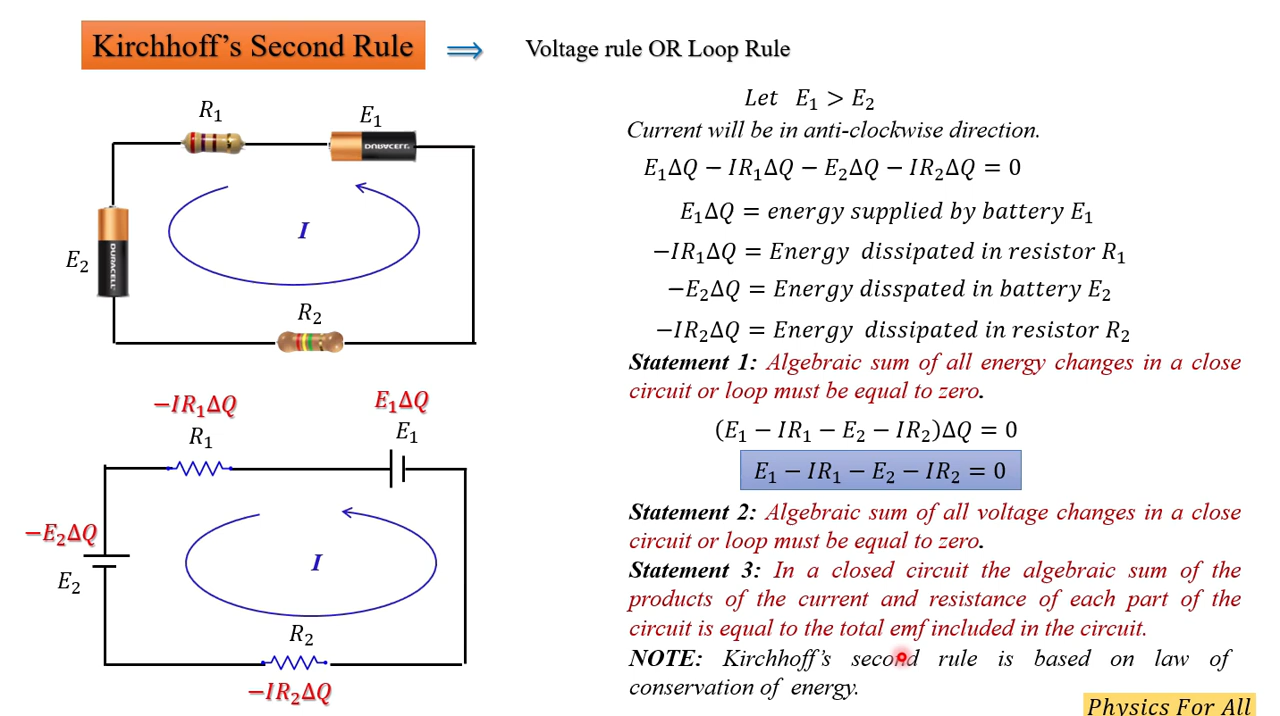 Kirchhoff's Second Rule ⟹ Voltage rule OR Loop Rule
R₁
E₁
DURACELL
I
E₂
DURACELL
R₂
−IR₁ΔQ
E₁ΔQ
R₁
E₁
−E₂ΔQ
E₂
I
R₂
−IR₂ΔQ
Let E₁ > E₂
Current will be in anti-clockwise direction.
E₁ΔQ − IR₁ΔQ − E₂ΔQ − IR₂ΔQ = 0
E₁ΔQ = energy supplied by battery E₁
−IR₁ΔQ = Energy dissipated in resistor R₁
−E₂ΔQ = Energy disspated in battery E₂
−IR₂ΔQ = Energy dissipated in resistor R₂
Statement 1: Algebraic sum of all energy changes in a close
circuit or loop must be equal to zero.
(E₁ − IR₁ − E₂ − IR₂)ΔQ = 0
E₁ − IR₁ − E₂ − IR₂ = 0
Statement 2: Algebraic sum of all voltage changes in a close
circuit or loop must be equal to zero.
Statement 3: In a closed circuit the algebraic sum of the
products of the current and resistance of each part of the
circuit is equal to the total emf included in the circuit.
NOTE: Kirchhoff's second rule is based on law of
conservation of energy.
Physics For All